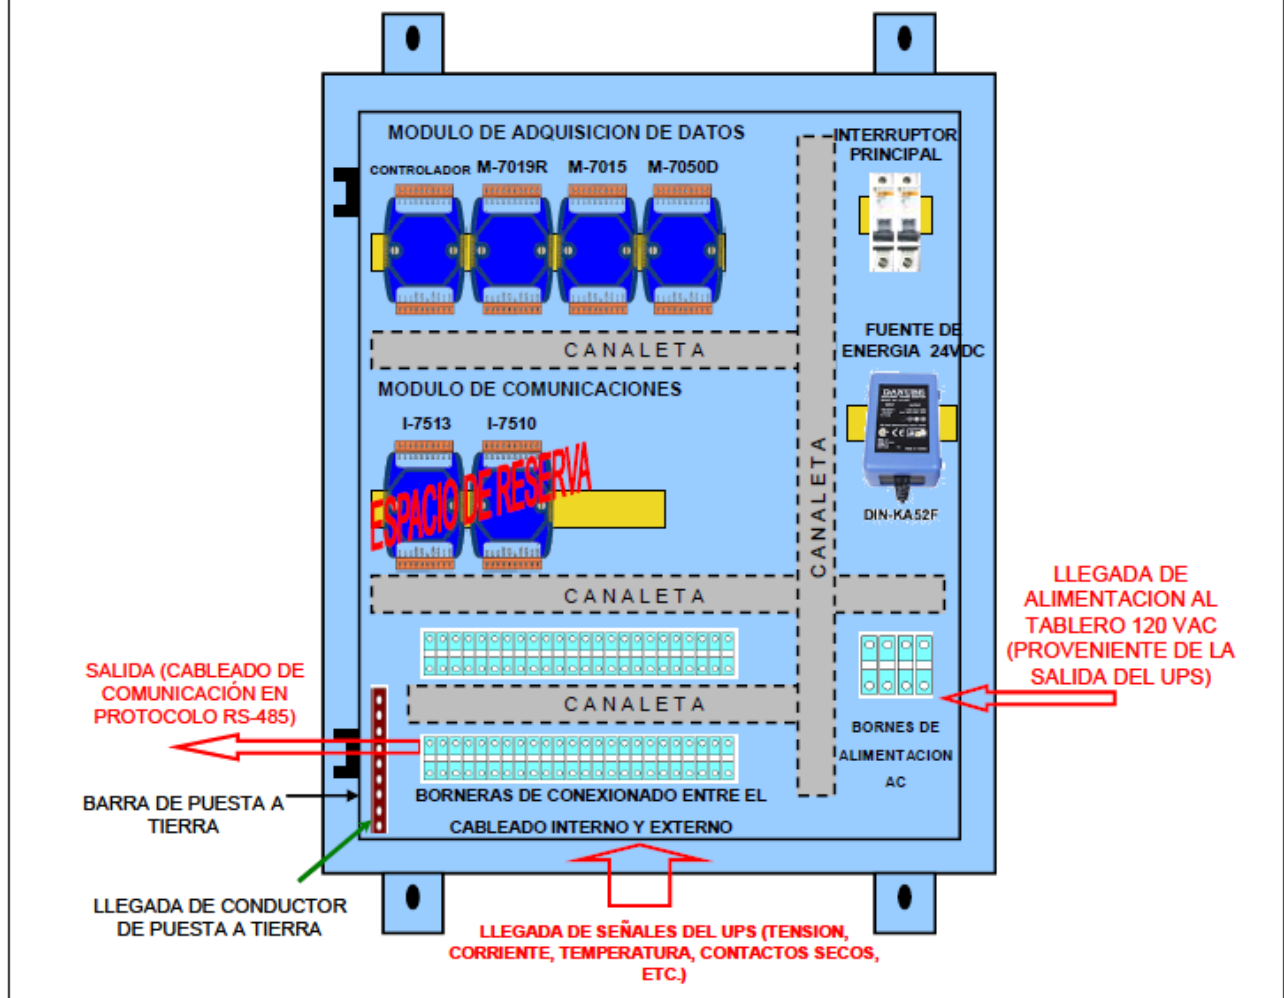 MODULO DE ADQUISICION DE DATOS
CONTROLADOR M-7019R M-7015 M-7050D
INTERRUPTOR
PRINCIPAL
CANALETA
FUENTE DE
ENERGIA 24VDC
DIN-KA52F
MODULO DE COMUNICACIONES
I-7513 I-7510
ESPACIO DE RESERVA
CANALETA
CANALETA
CANALETA
LLEGADA DE
ALIMENTACION AL
TABLERO 120 VAC
(PROVENIENTE DE LA
SALIDA DEL UPS)
BORNES DE
ALIMENTACION
AC
SALIDA (CABLEADO DE
COMUNICACIÓN EN
PROTOCOLO RS-485)
BARRA DE PUESTA A
TIERRA
BORNERAS DE CONEXIONADO ENTRE EL
CABLEADO INTERNO Y EXTERNO
LLEGADA DE CONDUCTOR
DE PUESTA A TIERRA
LLEGADA DE SEÑALES DEL UPS (TENSION,
CORRIENTE, TEMPERATURA, CONTACTOS SECOS,
ETC.)